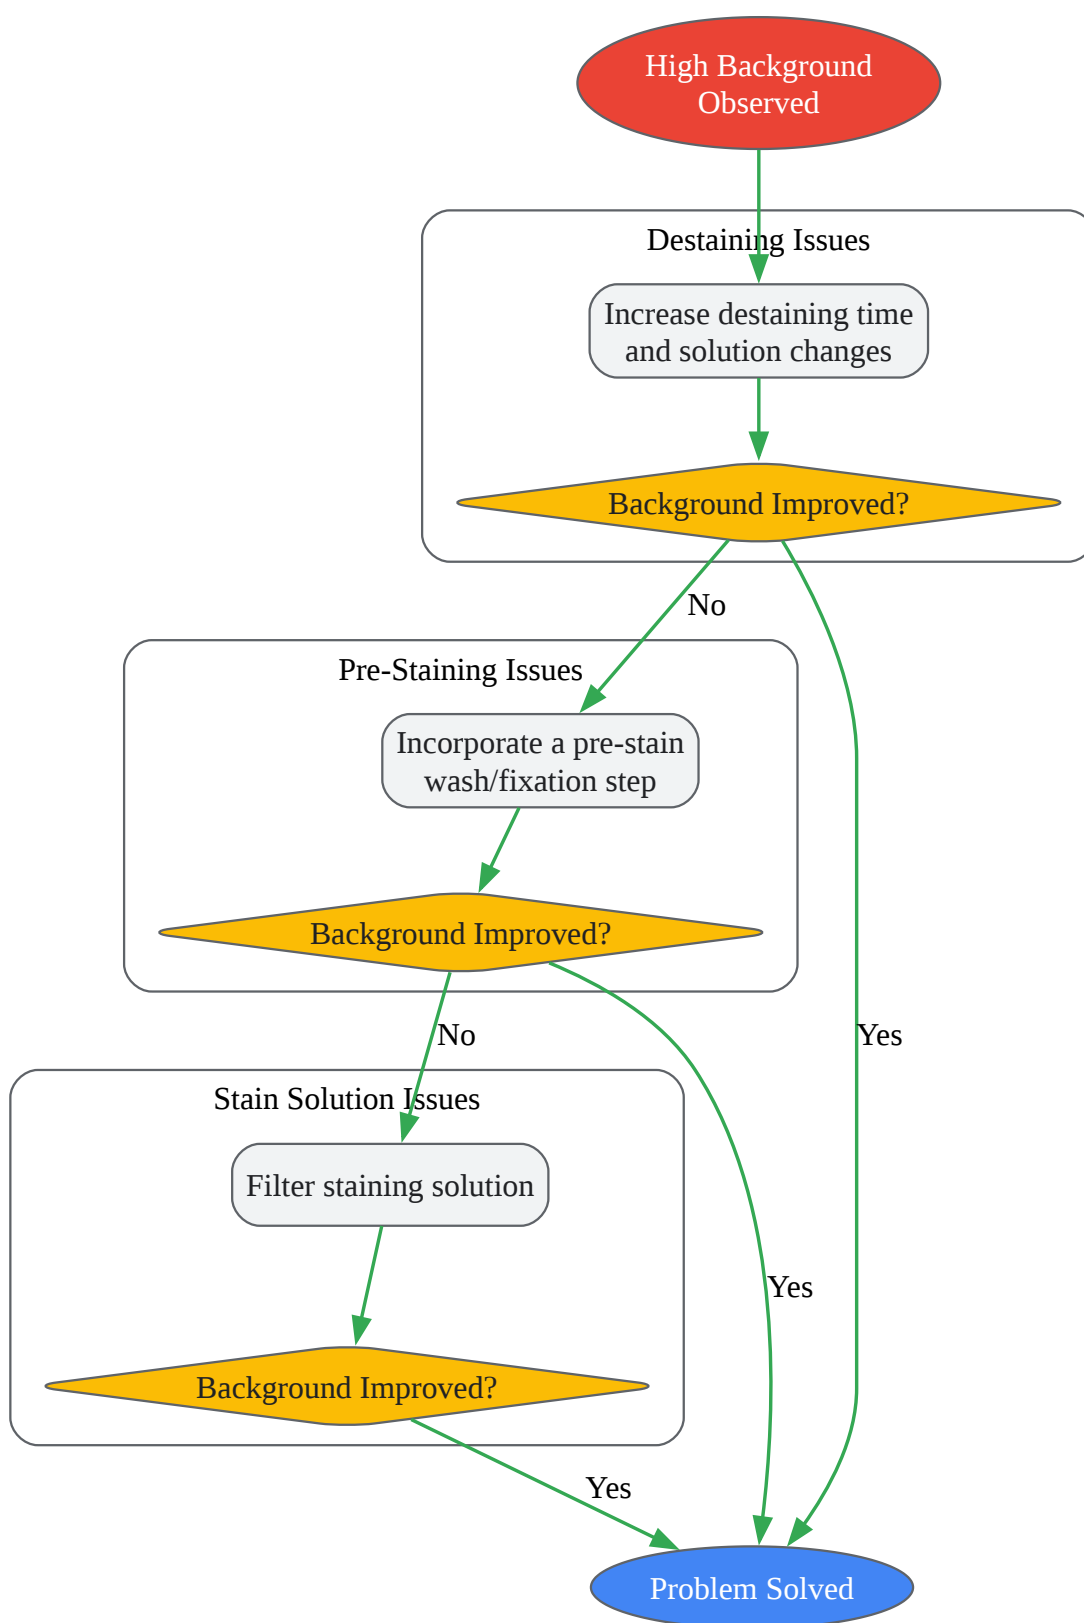 High Background
Observed
Destaining Issues
Increase destaining time
and solution changes
Background Improved?
No
Pre-Staining Issues
Incorporate a pre-stain
wash/fixation step
Background Improved?
No
Yes
Stain Solution Issues
Filter staining solution
Yes
Background Improved?
Yes
Problem Solved